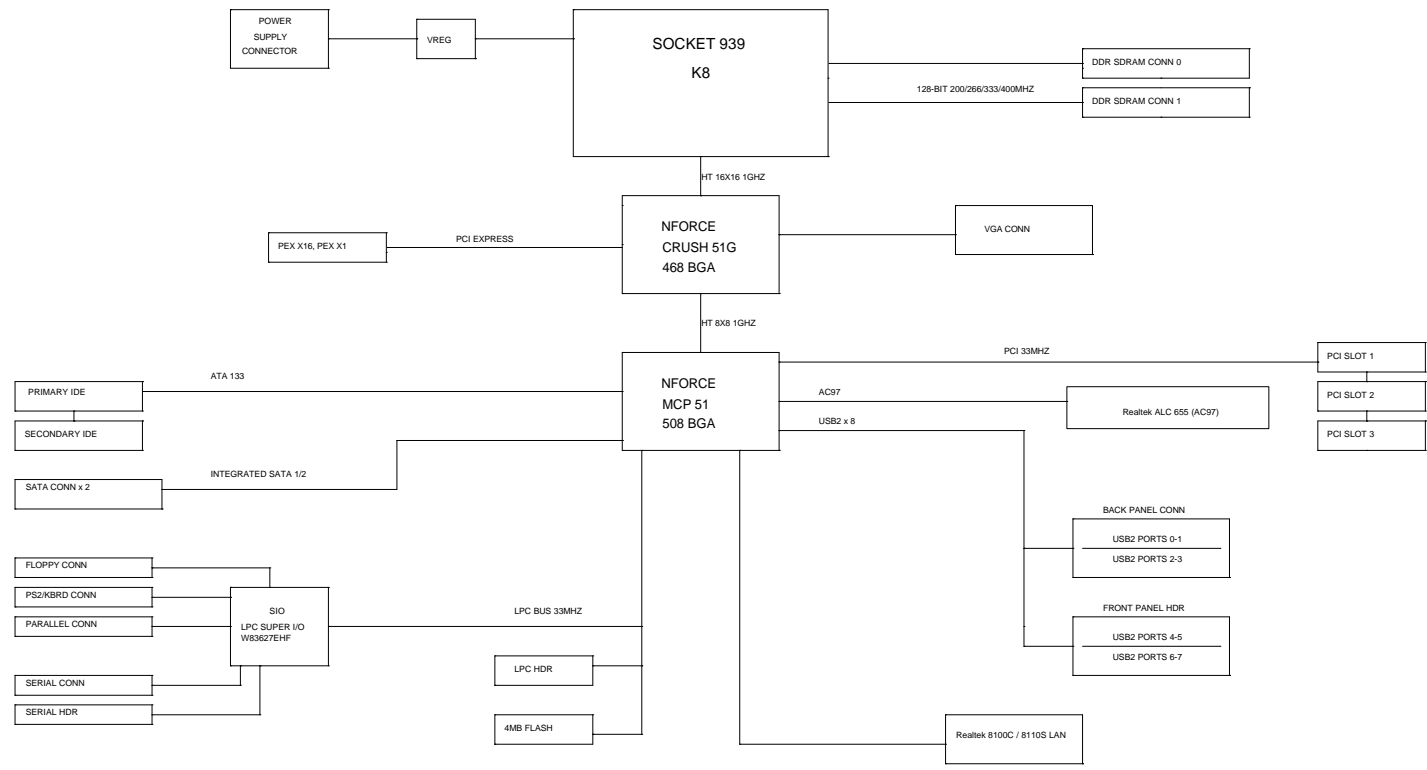 POWER
SUPPLY
CONNECTOR
VREG
SOCKET 939
K8
DDR SDRAM CONN 0
128-BIT 200/266/333/400MHZ
DDR SDRAM CONN 1
HT 16X16 1GHZ
NFORCE
CRUSH 51G
468 BGA
PEX X16, PEX X1
PCI EXPRESS
VGA CONN
HT 8X8 1GHZ
NFORCE
MCP 51
508 BGA
PCI 33MHZ
PCI SLOT 1
PCI SLOT 2
PCI SLOT 3
ATA 133
PRIMARY IDE
SECONDARY IDE
AC97
Realtek ALC 655 (AC97)
USB2 x 8
INTEGRATED SATA 1/2
SATA CONN x 2
BACK PANEL CONN
USB2 PORTS 0-1
USB2 PORTS 2-3
FRONT PANEL HDR
USB2 PORTS 4-5
USB2 PORTS 6-7
FLOPPY CONN
PS2/KBRD CONN
PARALLEL CONN
SERIAL CONN
SERIAL HDR
SIO
LPC SUPER I/O
W83627EHF
LPC BUS 33MHZ
LPC HDR
4MB FLASH
Realtek 8100C / 8110S LAN